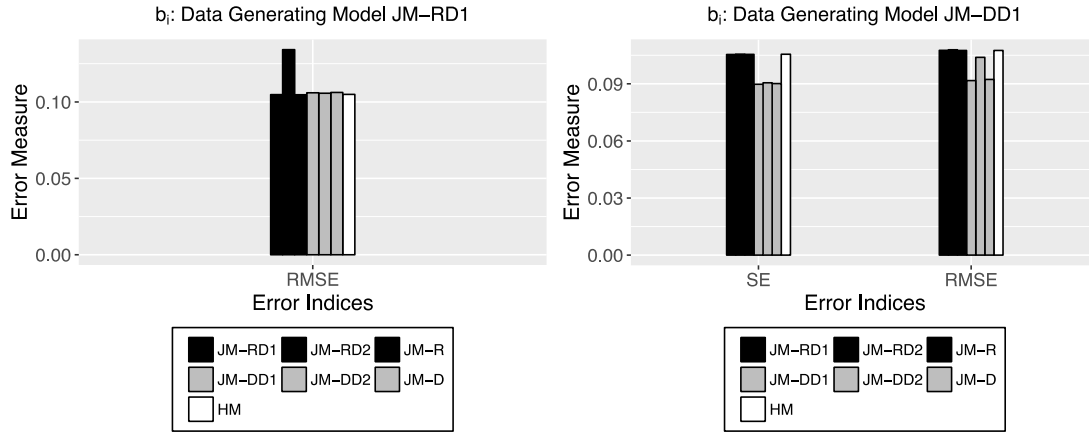 bi: Data Generating Model JM−RD1
Error Measure
0.10
0.05
0.00
RMSE
Error Indices
JM−RD1 JM−RD2 JM−R
JM−DD1 JM−DD2 JM−D
HM
bi: Data Generating Model JM−DD1
Error Measure
0.09
0.06
0.03
0.00
SE RMSE
Error Indices
JM−RD1 JM−RD2 JM−R
JM−DD1 JM−DD2 JM−D
HM